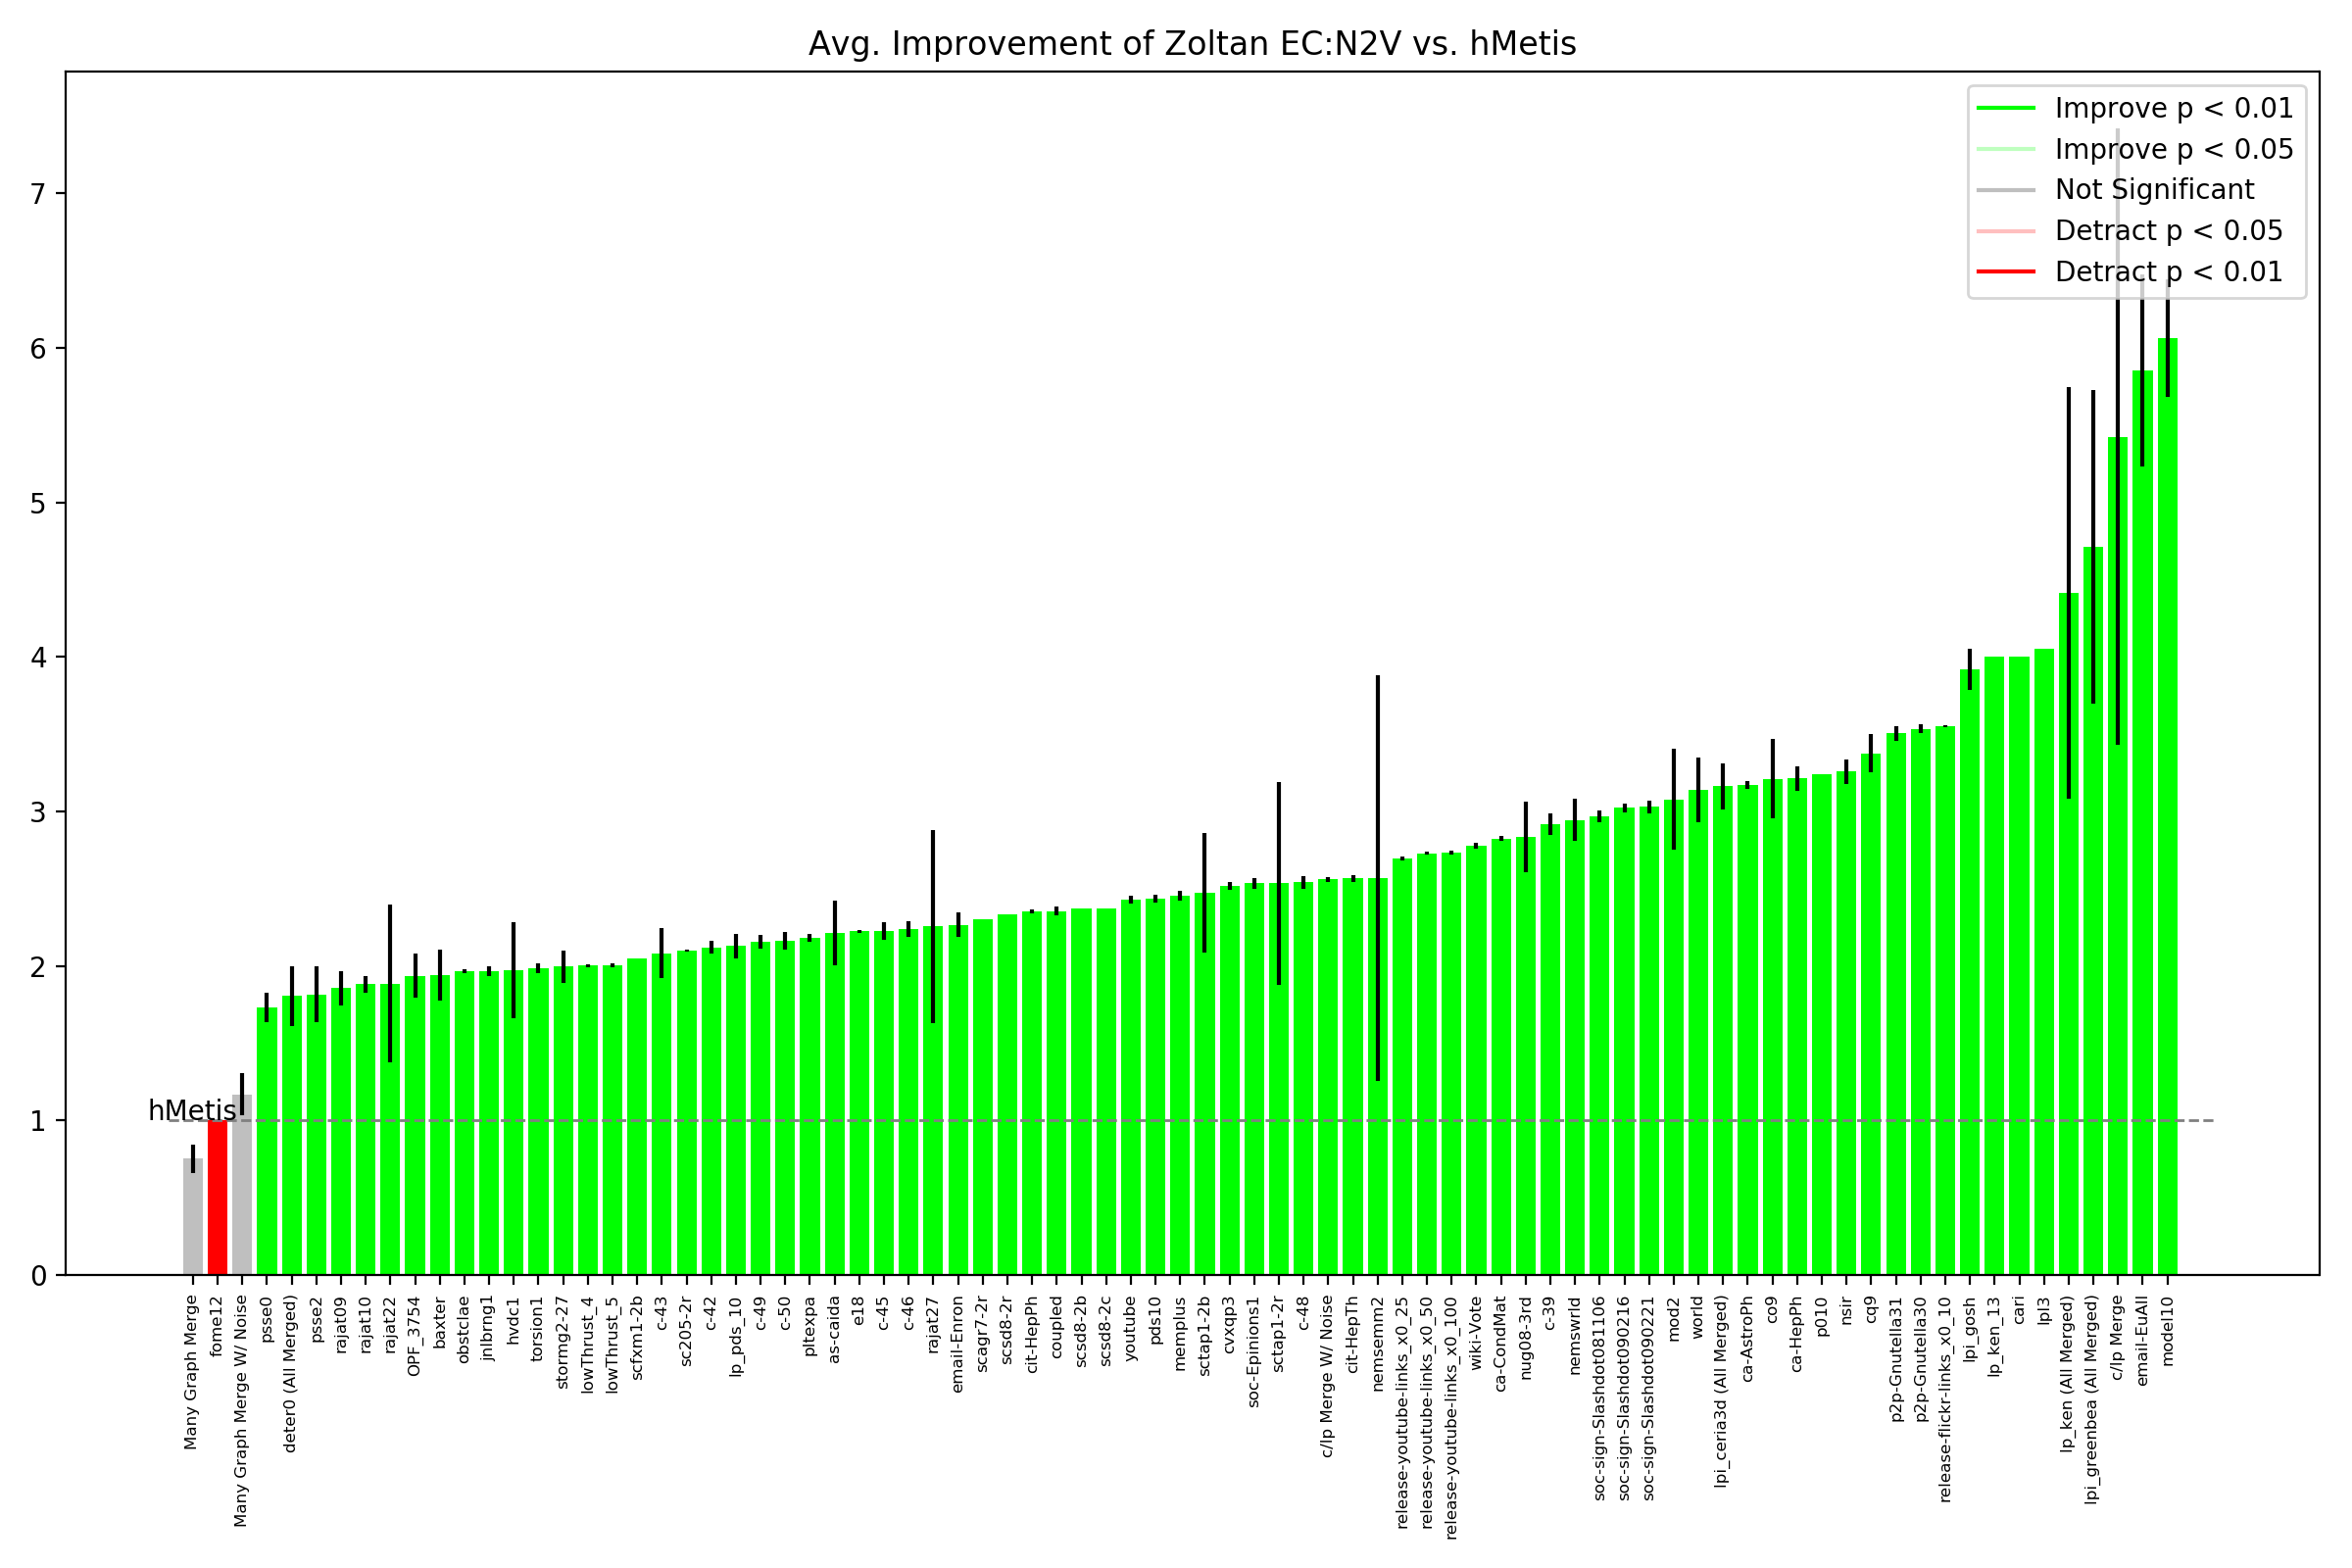 Avg. Improvement of Zoltan EC:N2V vs. hMetis
Improve p < 0.01
Improve p < 0.05
Not Significant
Detract p < 0.05
Detract p < 0.01
7
6
5
4
3
2
1
0
hMetis
Many Graph Merge
fome12
Many Graph Merge W/ Noise
psse0
deter0 (All Merged)
psse2
rajat09
rajat10
rajat22
OPF_3754
baxter
obstclae
jnlbrng1
hvdc1
torsion1
stormg2-27
lowThrust_4
lowThrust_5
scfxm1-2b
c-43
sc205-2r
c-42
lp_pds_10
c-49
c-50
pltexpa
as-caida
e18
c-45
c-46
rajat27
email-Enron
scagr7-2r
scsd8-2r
cit-HepPh
coupled
scsd8-2b
scsd8-2c
youtube
pds10
memplus
sctap1-2b
cvxqp3
soc-Epinions1
sctap1-2r
c-48
c/lp Merge W/ Noise
cit-HepTh
nemsemm2
release-youtube-links_x0_25
release-youtube-links_x0_50
release-youtube-links_x0_100
wiki-Vote
ca-CondMat
nug08-3rd
c-39
nemswrld
soc-sign-Slashdot081106
soc-sign-Slashdot090216
soc-sign-Slashdot090221
mod2
world
lpi_ceria3d (All Merged)
ca-AstroPh
co9
ca-HepPh
p010
nsir
cq9
p2p-Gnutella31
p2p-Gnutella30
release-flickr-links_x0_10
lpi_gosh
lp_ken_13
cari
lpl3
lp_ken (All Merged)
lpi_greenbea (All Merged)
c/lp Merge
email-EuAll
model10